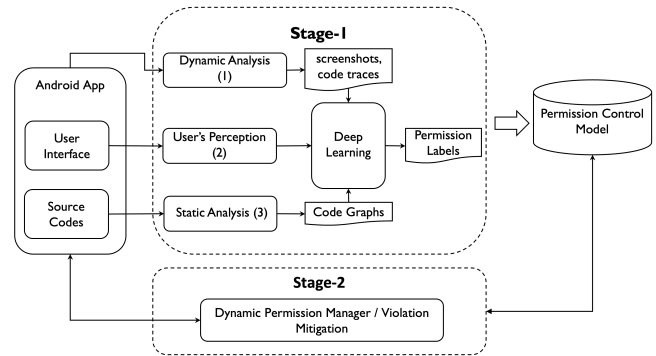 Stage-1
Android App
User
Interface
Source
Codes
Dynamic Analysis
(1)
screenshots,
code traces
User's Perception
(2)
Deep
Learning
Permission
Labels
Static Analysis (3)
Code Graphs
Permission Control
Model
Stage-2
Dynamic Permission Manager / Violation
Mitigation